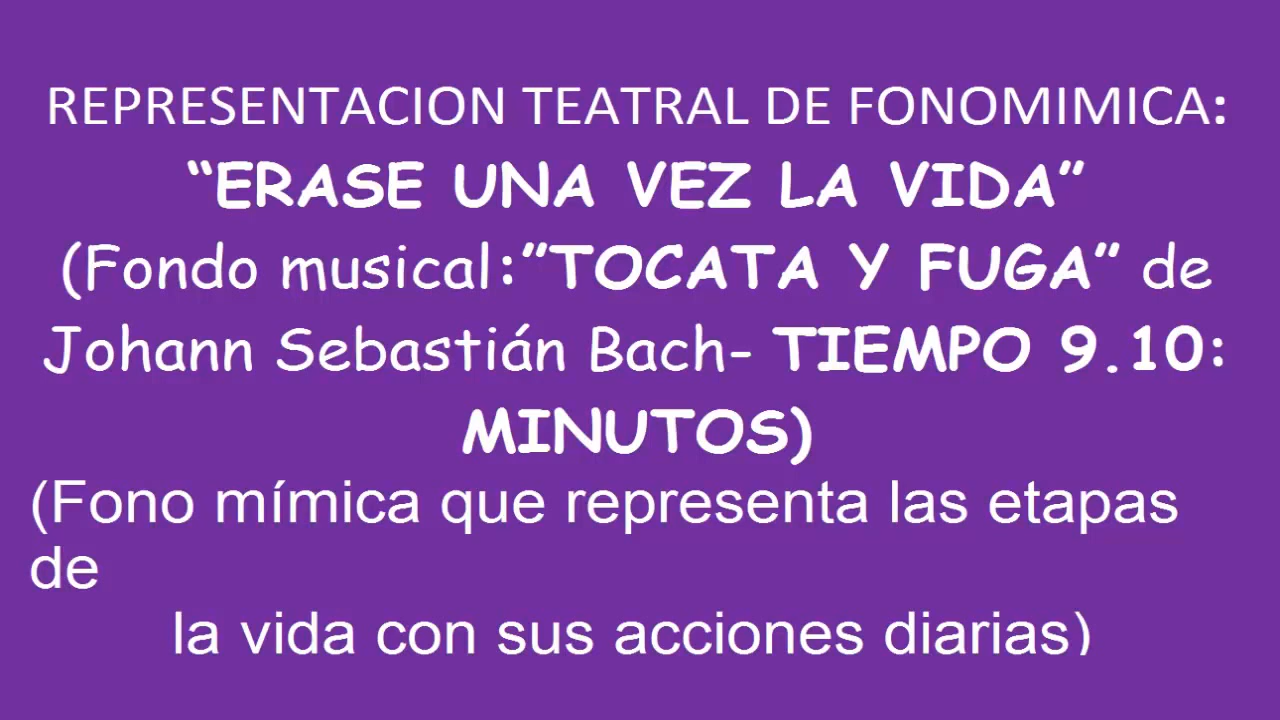 REPRESENTACION TEATRAL DE FONOMIMICA:
“ERASE UNA VEZ LA VIDA”
(Fondo musical:”TOCATA Y FUGA” de
Johann Sebastián Bach- TIEMPO 9.10:
MINUTOS)
(Fono mímica que representa las etapas
de
la vida con sus acciones diarias)